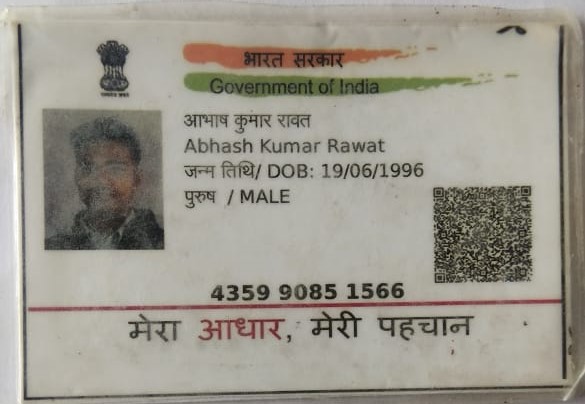 भारत सरकार
Government of India
आभाष कुमार रावत
Abhash Kumar Rawat
जन्म तिथि/ DOB: 19/06/1996
पुरुष / MALE
4359 9085 1566
मेरा आधार, मेरी पहचान